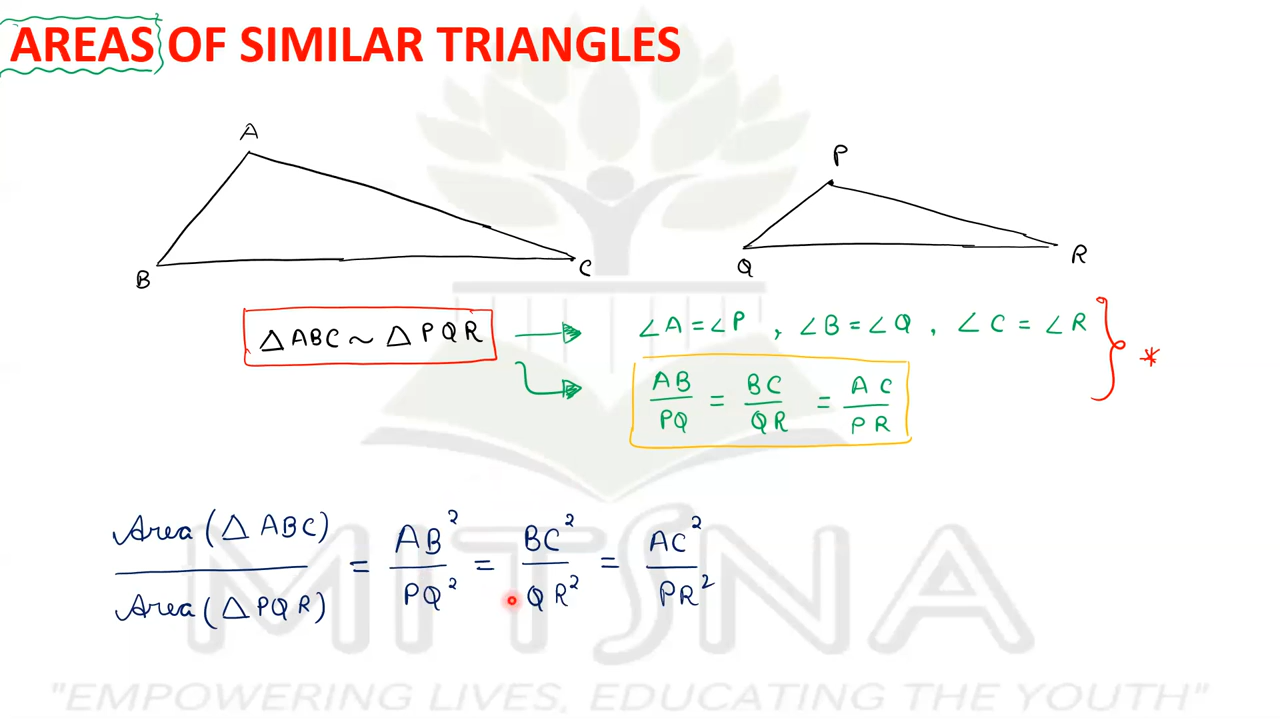 AREAS OF SIMILAR TRIANGLES
A
P
B
C
Q
R
△ABC ~ △PQR
∠A = ∠P , ∠B = ∠Q , ∠C = ∠R
*
AB/PQ = BC/QR = AC/PR
Area(△ABC)/Area(△PQR) = AB²/PQ² = BC²/QR² = AC²/PR²
MITSNA
"EMPOWERING LIVES, EDUCATING THE YOUTH"